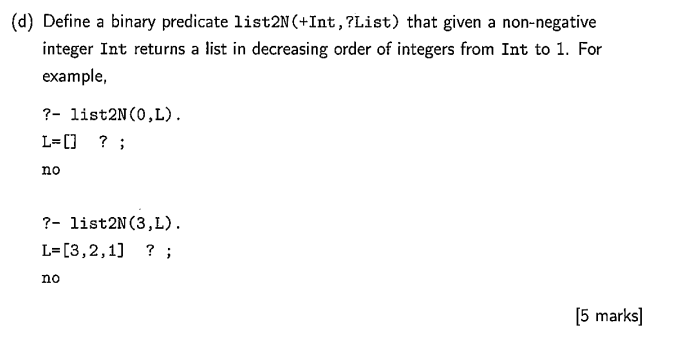 (d) Define a binary predicate list2N(+Int,?List) that given a non-negative
integer Int returns a list in decreasing order of integers from Int to 1. For
example,
?- list2N(0,L).
L=[] ? ;
no
?- list2N(3,L).
L=[3,2,1] ? ;
no
[5 marks]